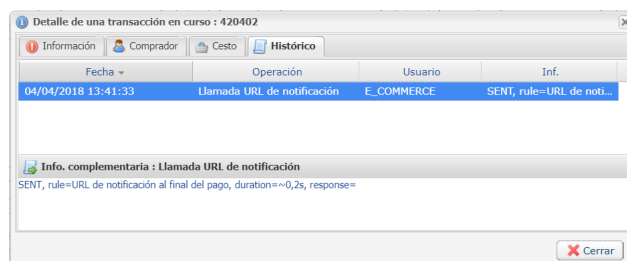 Detalle de una transacción en curso : 420402
Información Comprador Cesto Histórico
Fecha Operación Usuario Inf.
04/04/2018 13:41:33 Llamada URL de notificación E_COMMERCE SENT, rule=URL de noti...
Info. complementaria : Llamada URL de notificación
SENT, rule=URL de notificación al final del pago, duration=~0,2s, response=
Cerrar